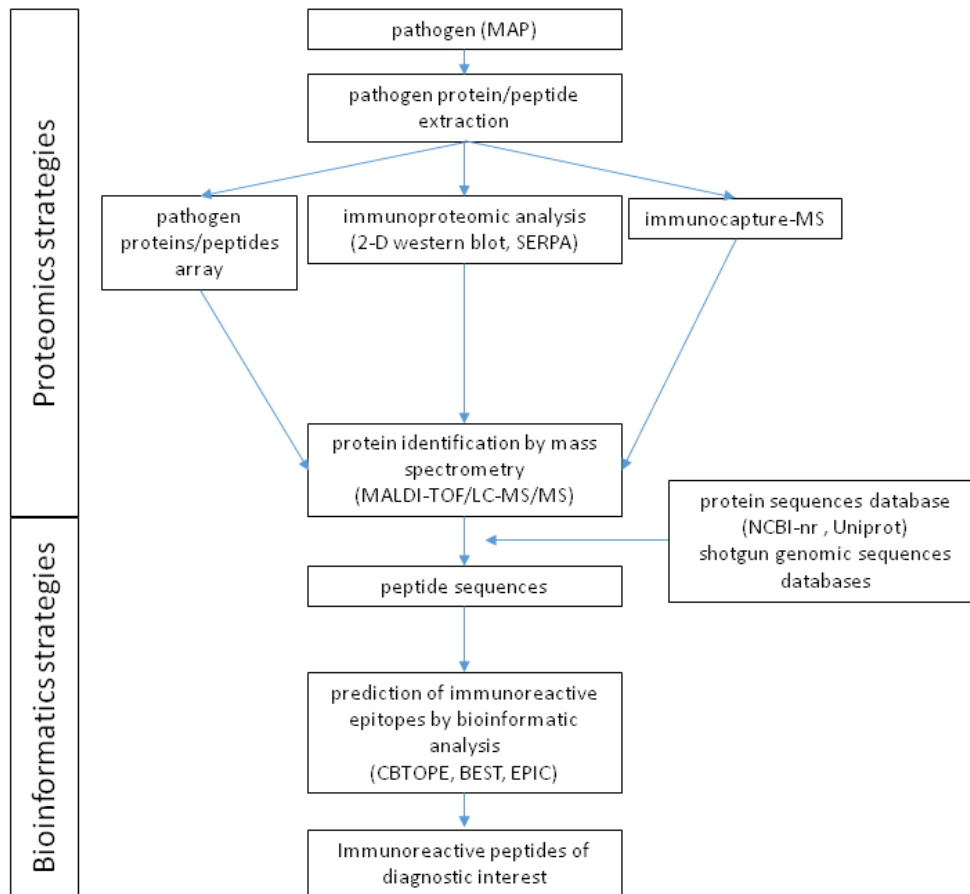 Proteomics strategies
pathogen (MAP)
pathogen protein/peptide
extraction
pathogen
proteins/peptides
array
immunoproteomic analysis
(2-D western blot, SERPA)
immunocapture-MS
protein identification by mass
spectrometry
(MALDI-TOF/LC-MS/MS)
Bioinformatics strategies
protein sequences database
(NCBI-nr , Uniprot)
shotgun genomic sequences
databases
peptide sequences
prediction of immunoreactive
epitopes by bioinformatic
analysis
(CBTOPE, BEST, EPIC)
Immunoreactive peptides of
diagnostic interest